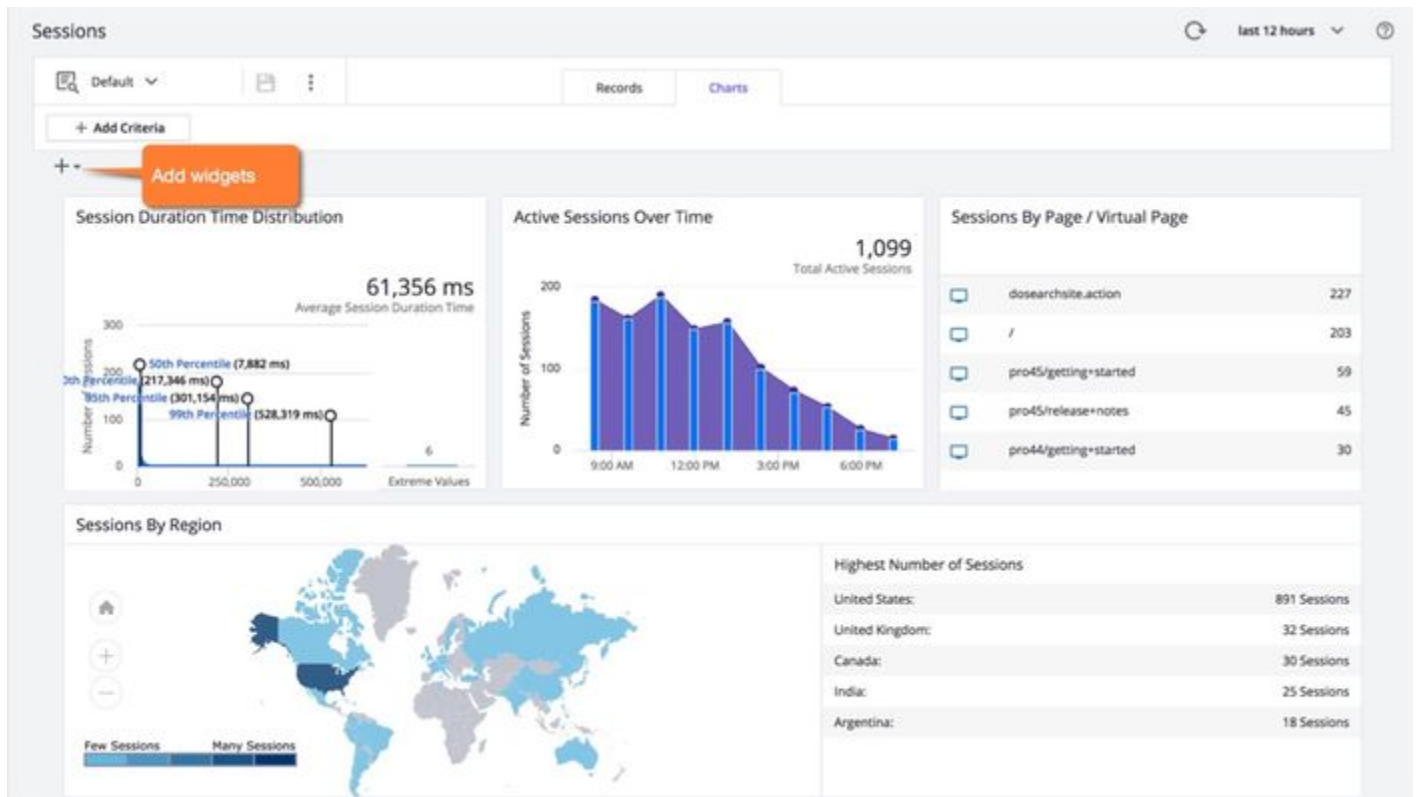 Sessions
last 12 hours
Default
Records
Charts
+ Add Criteria
Add widgets
Session Duration Time Distribution
61,356 ms
Average Session Duration Time
Number of Sessions
300
200
100
0
50th Percentile (7,882 ms)
0th Percentile (217,346 ms)
95th Percentile (301,154 ms)
99th Percentile (528,319 ms)
6
0
250,000
500,000
Extreme Values
Active Sessions Over Time
1,099
Total Active Sessions
Number of Sessions
200
100
0
9:00 AM
12:00 PM
3:00 PM
6:00 PM
Sessions By Page / Virtual Page
dosearchsite.action 227
/ 203
pro45/getting+started 59
pro45/release+notes 45
pro44/getting+started 30
Sessions By Region
Few Sessions
Many Sessions
Highest Number of Sessions
United States: 891 Sessions
United Kingdom: 32 Sessions
Canada: 30 Sessions
India: 25 Sessions
Argentina: 18 Sessions